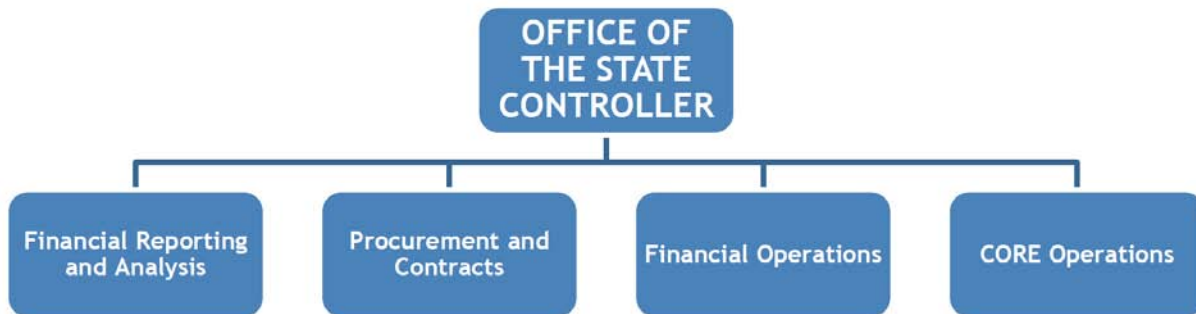 OFFICE OF
THE STATE
CONTROLLER
Financial Reporting
and Analysis
Procurement and
Contracts
Financial Operations
CORE Operations